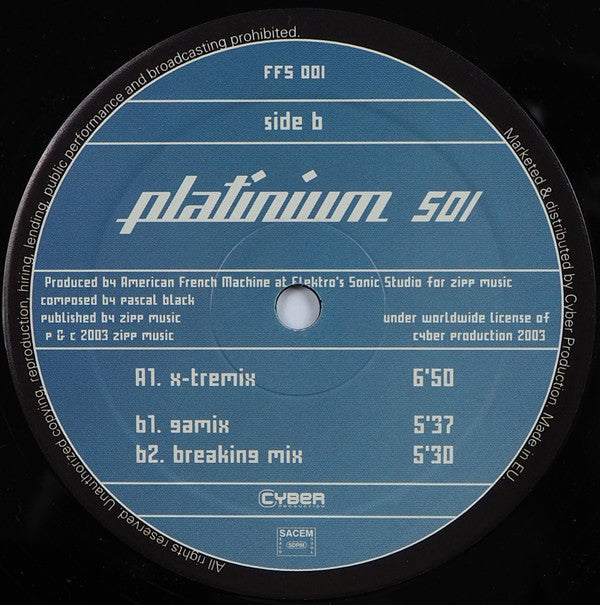 FFS 001
side b
platinium 501
Produced by American French Machine at Elektro's Sonic Studio for zipp music
composed by pascal black
published by zipp music
under worldwide license of
p & c 2003 zipp music
cyber production 2003
A1. x-tremix 6'50
b1. gamix 5'37
b2. breaking mix 5'30
CYBER
PRODUCTION
SACEM
SDRM
All rights reserved. Unauthorized copying, reproduction, hiring, lending, public performance and broadcasting prohibited.
Marketed & distributed by Cyber Production. Made in EU.